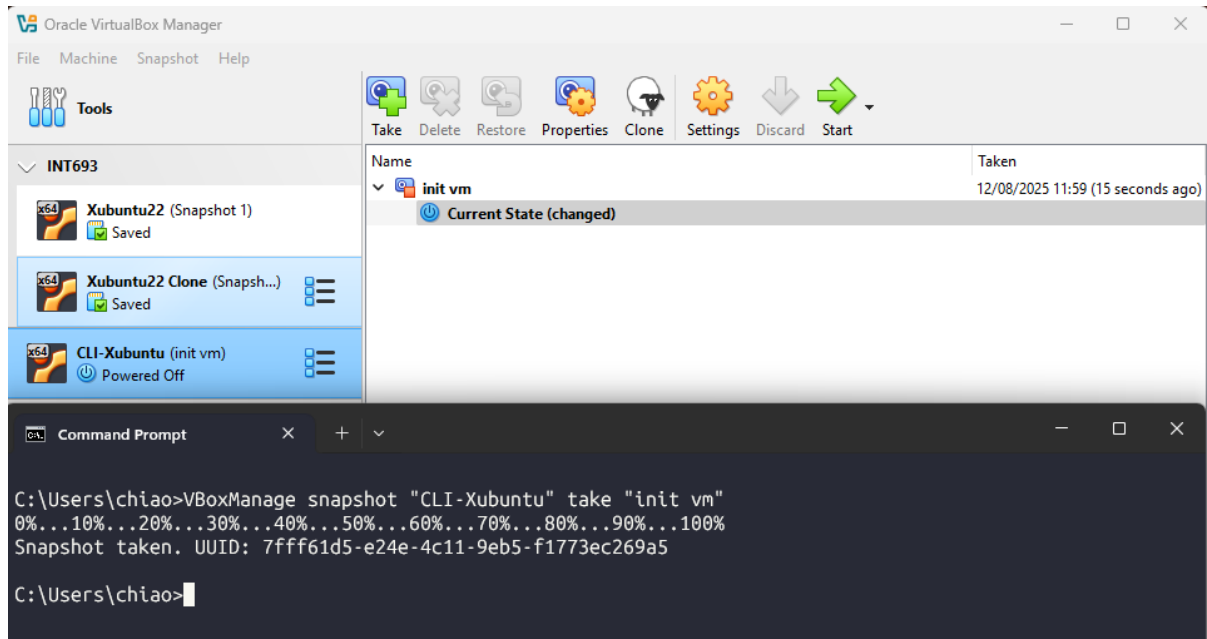 Oracle VirtualBox Manager
File Machine Snapshot Help
Tools
Take Delete Restore Properties Clone Settings Discard Start
INT693
Name Taken
init vm 12/08/2025 11:59 (15 seconds ago)
Current State (changed)
x64 Xubuntu22 (Snapshot 1)
Saved
x64 Xubuntu22 Clone (Snapsh...)
Saved
x64 CLI-Xubuntu (init vm)
Powered Off
C:\. Command Prompt
C:\Users\chiao>VBoxManage snapshot "CLI-Xubuntu" take "init vm"
0%...10%...20%...30%...40%...50%...60%...70%...80%...90%...100%
Snapshot taken. UUID: 7fff61d5-e24e-4c11-9eb5-f1773ec269a5
C:\Users\chiao>